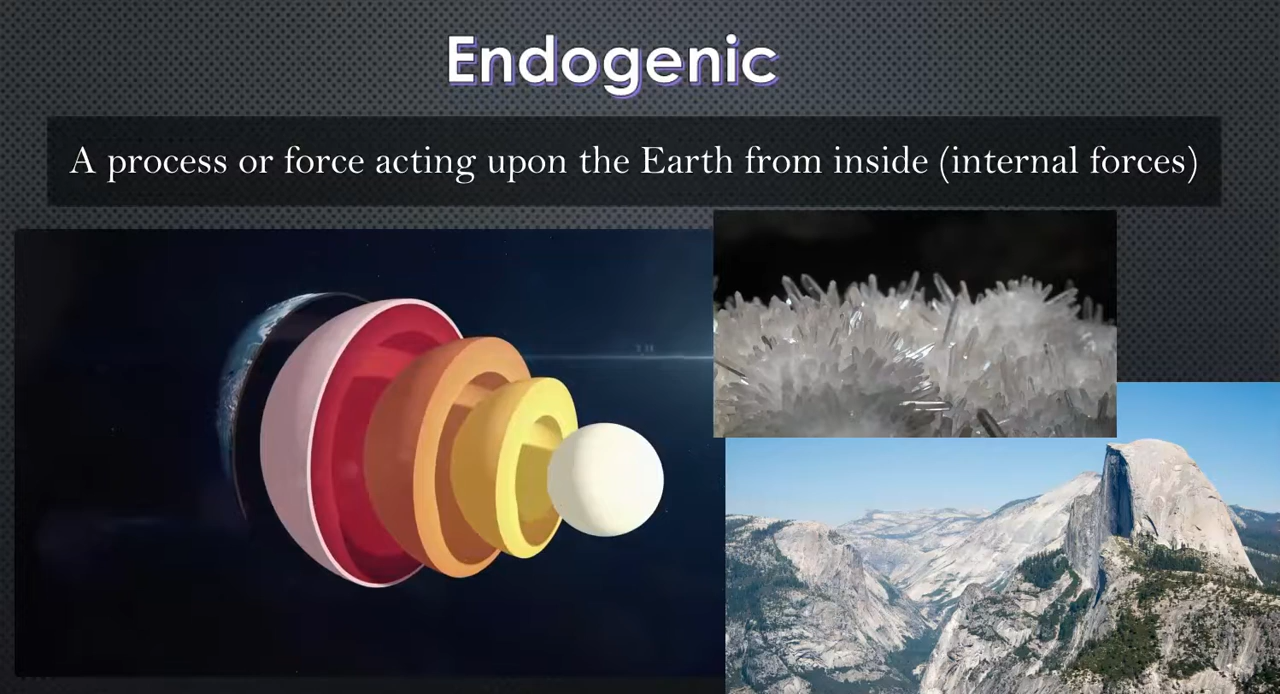 Endogenic
A process or force acting upon the Earth from inside (internal forces)